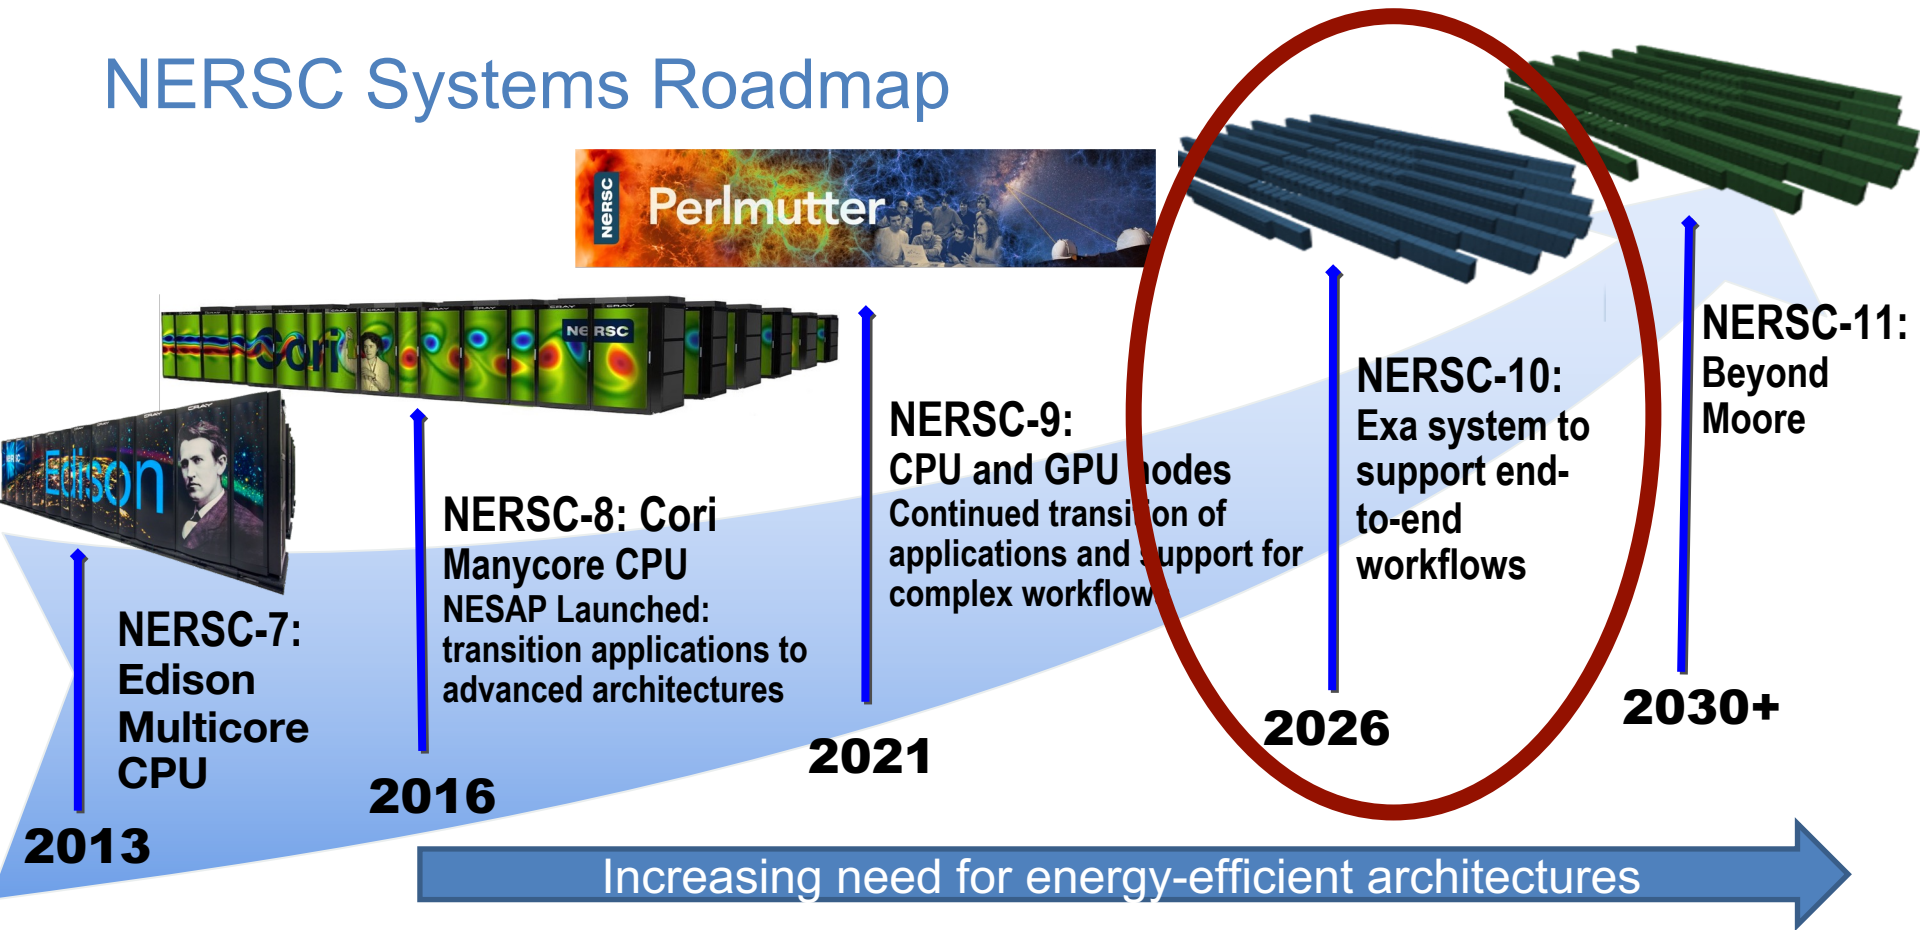 NERSC Systems Roadmap
NERSC
Perlmutter
CRAY
Cori
NERSC
CRAY
NERSC
Edison
NERSC-7:
Edison
Multicore
CPU
2013
NERSC-8: Cori
Manycore CPU
NESAP Launched:
transition applications to
advanced architectures
2016
NERSC-9:
CPU and GPU nodes
Continued transition of
applications and support for
complex workflows
2021
NERSC-10:
Exa system to
support end-
to-end
workflows
2026
NERSC-11:
Beyond
Moore
2030+
Increasing need for energy-efficient architectures